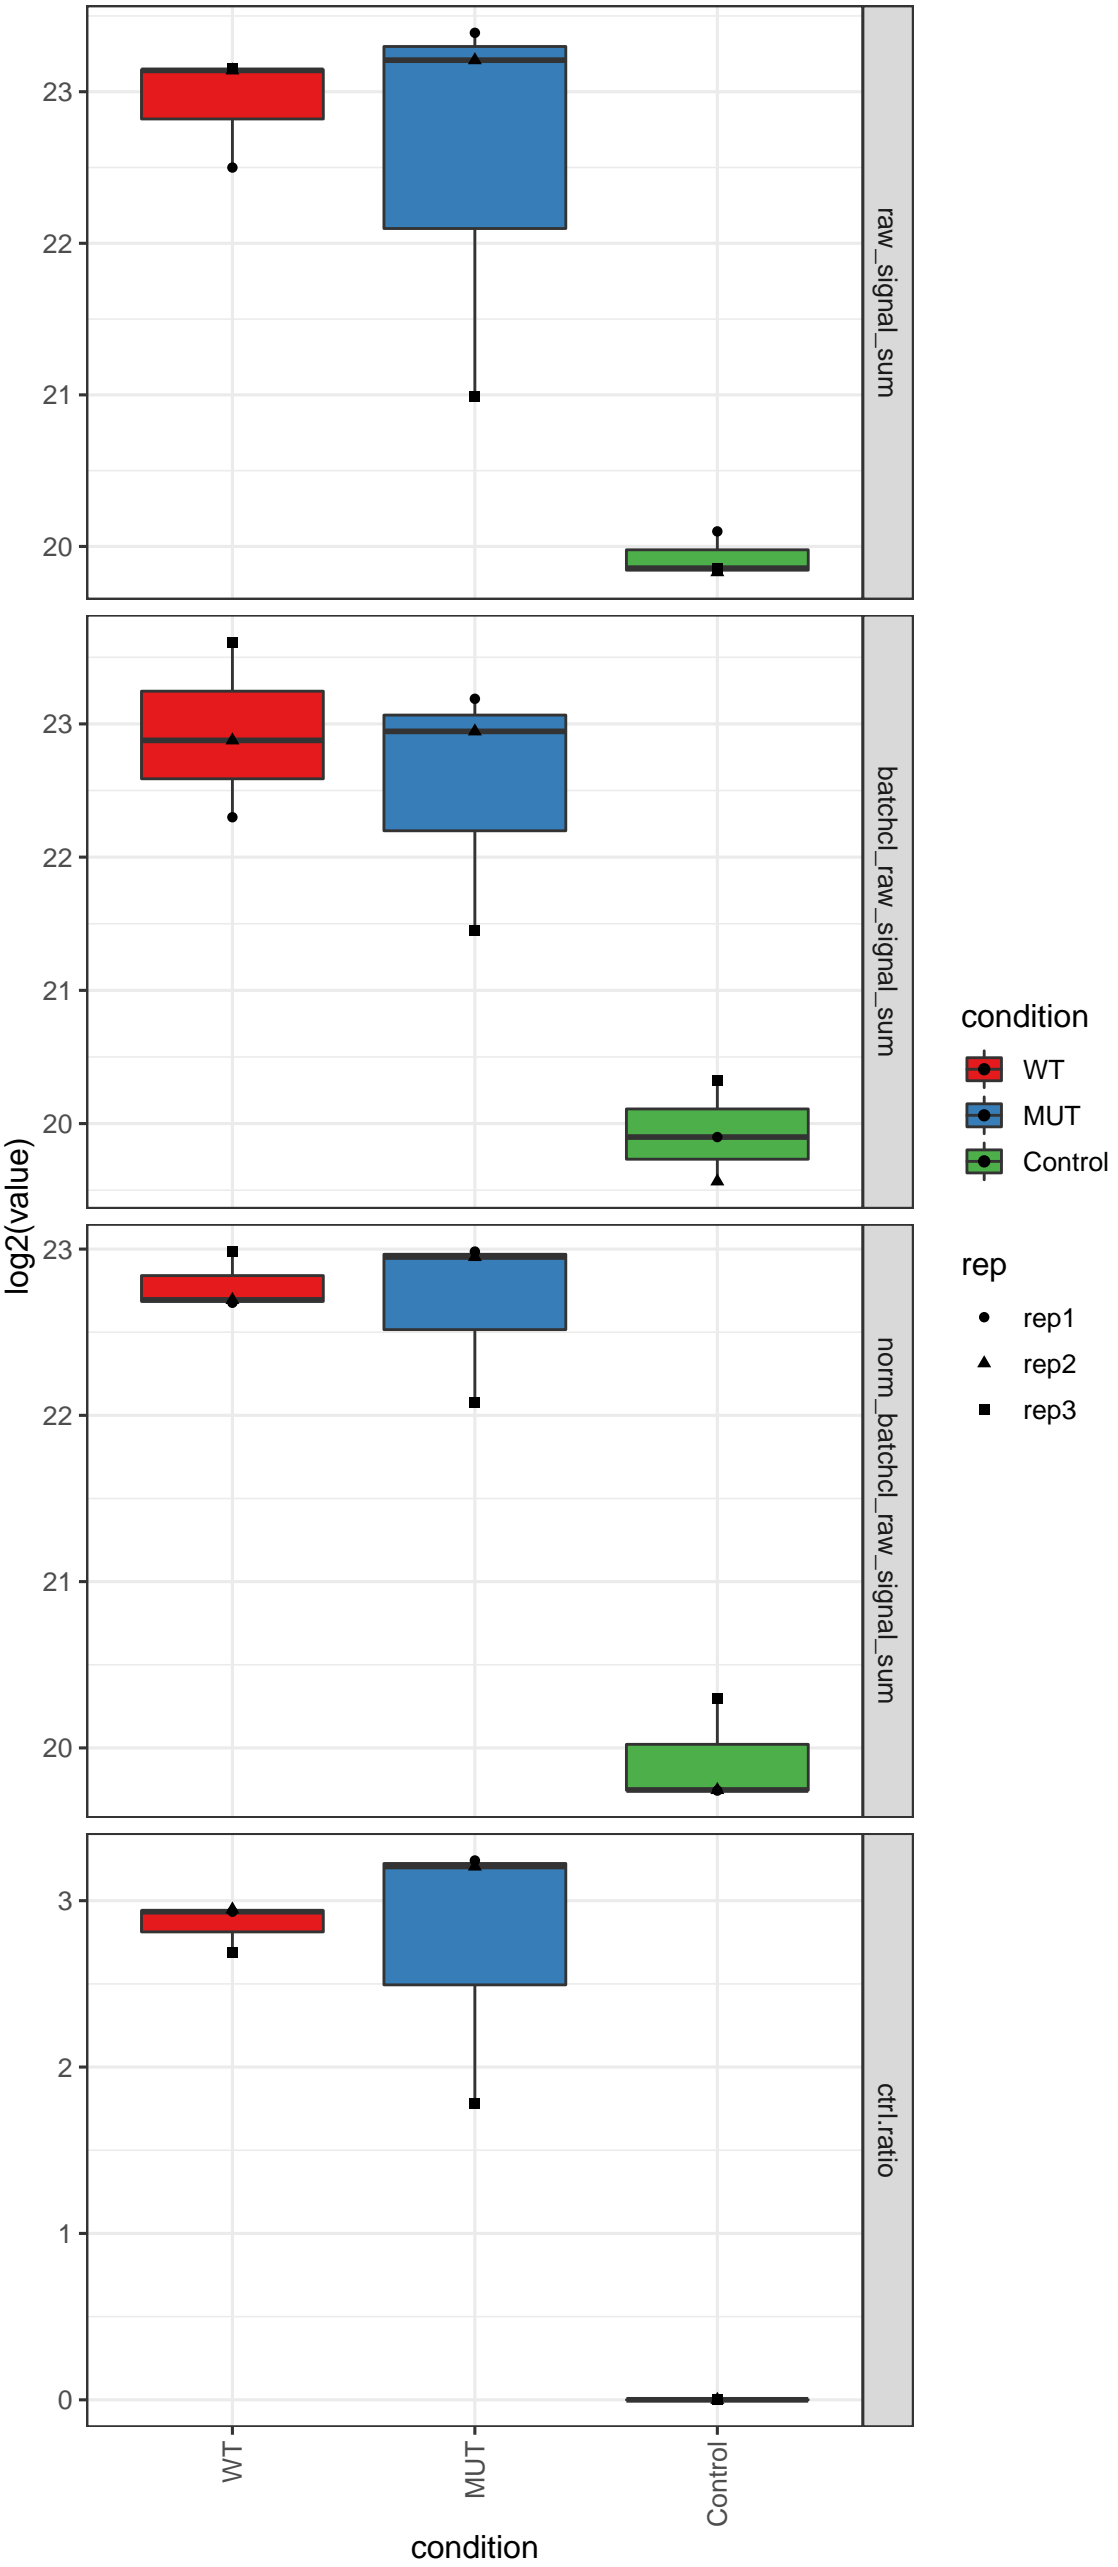 23
22
21
20
raw_signal_sum
23
22
21
20
batchcl_raw_signal_sum
23
22
21
20
norm_batchcl_raw_signal_sum
3
2
1
0
ctrl.ratio
log2(value)
WT
MUT
Control
condition
condition
WT
MUT
Control
rep
rep1
rep2
rep3